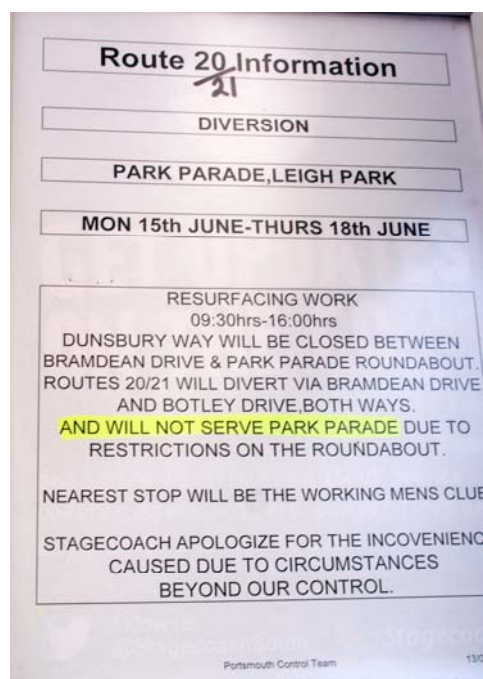 Route 20 Information
/21
DIVERSION
PARK PARADE,LEIGH PARK
MON 15th JUNE-THURS 18th JUNE
RESURFACING WORK
09:30hrs-16:00hrs
DUNSBURY WAY WILL BE CLOSED BETWEEN
BRAMDEAN DRIVE & PARK PARADE ROUNDABOUT.
ROUTES 20/21 WILL DIVERT VIA BRAMDEAN DRIVE
AND BOTLEY DRIVE,BOTH WAYS.
AND WILL NOT SERVE PARK PARADE DUE TO
RESTRICTIONS ON THE ROUNDABOUT.
NEAREST STOP WILL BE THE WORKING MENS CLUB
STAGECOACH APOLOGIZE FOR THE INCOVENIENC
CAUSED DUE TO CIRCUMSTANCES
BEYOND OUR CONTROL.
Portsmouth Control Team